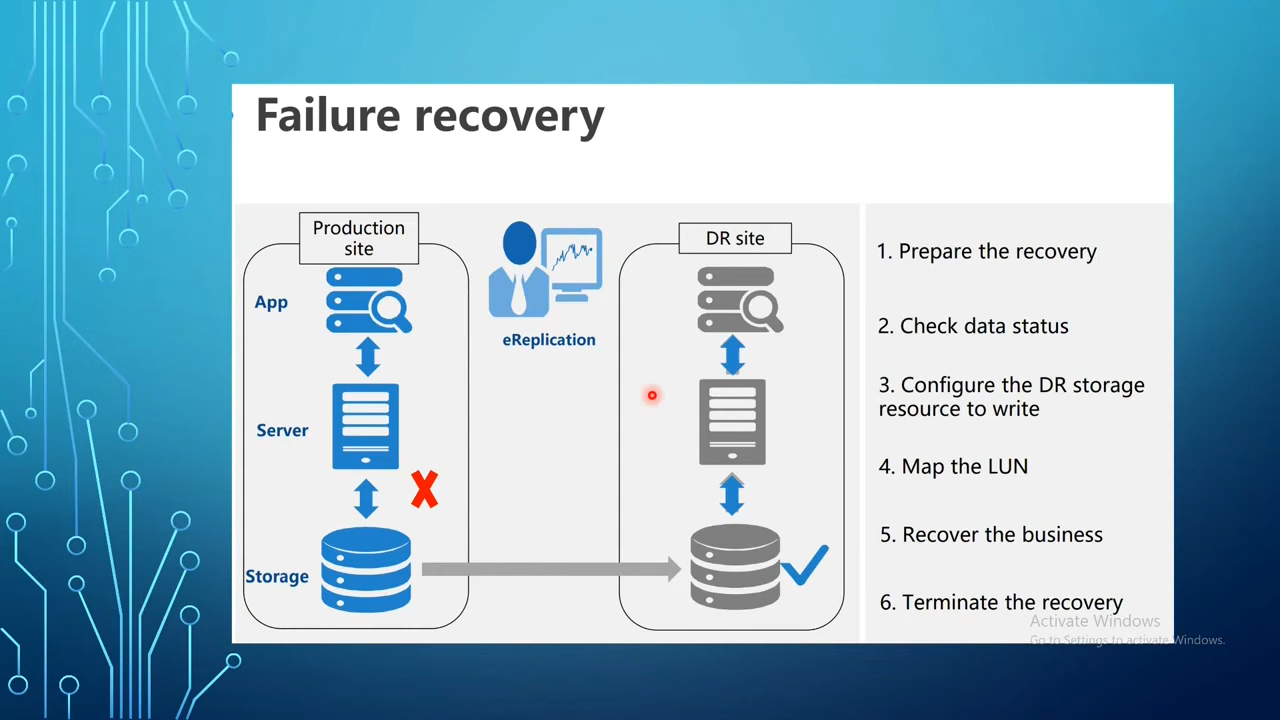 Failure recovery
Production
site
DR site
App
eReplication
Server
Storage
1. Prepare the recovery
2. Check data status
3. Configure the DR storage
resource to write
4. Map the LUN
5. Recover the business
6. Terminate the recovery
Activate Windows
Go to Settings to activate Windows.